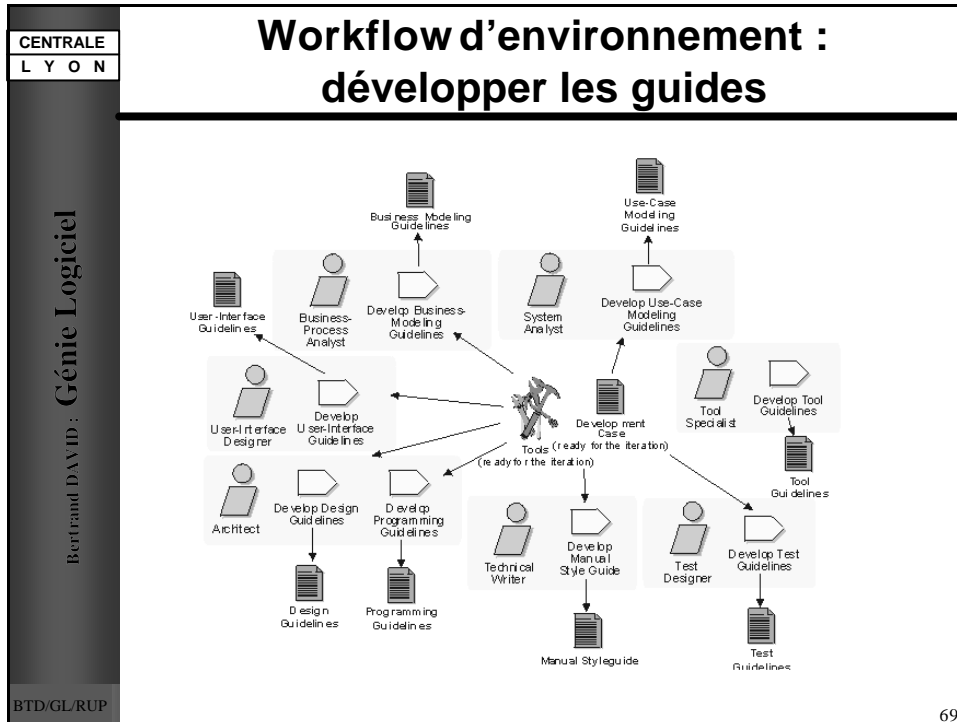 CENTRALE
L Y O N
Workflow d’environnement :
développer les guides
Bertrand DAVID : Génie Logiciel
Business Modeling
Guidelines
Use-Case
Modeling
Guidelines
User-Interface
Guidelines
Business-
Process
Analyst
Develop Business-
Modeling
Guidelines
System
Analyst
Develop Use-Case
Modeling
Guidelines
User-Interface
Designer
Develop
User-Interface
Guidelines
Tools
(ready for the iteration)
Development
Case
(ready for the iteration)
Tool
Specialist
Develop Tool
Guidelines
Tool
Guidelines
Architect
Develop Design
Guidelines
Develop
Programming
Guidelines
Technical
Writer
Develop
Manual
Style Guide
Test
Designer
Develop Test
Guidelines
Design
Guidelines
Programming
Guidelines
Manual Styleguide
Test
Guidelines
BTD/GL/RUP
69